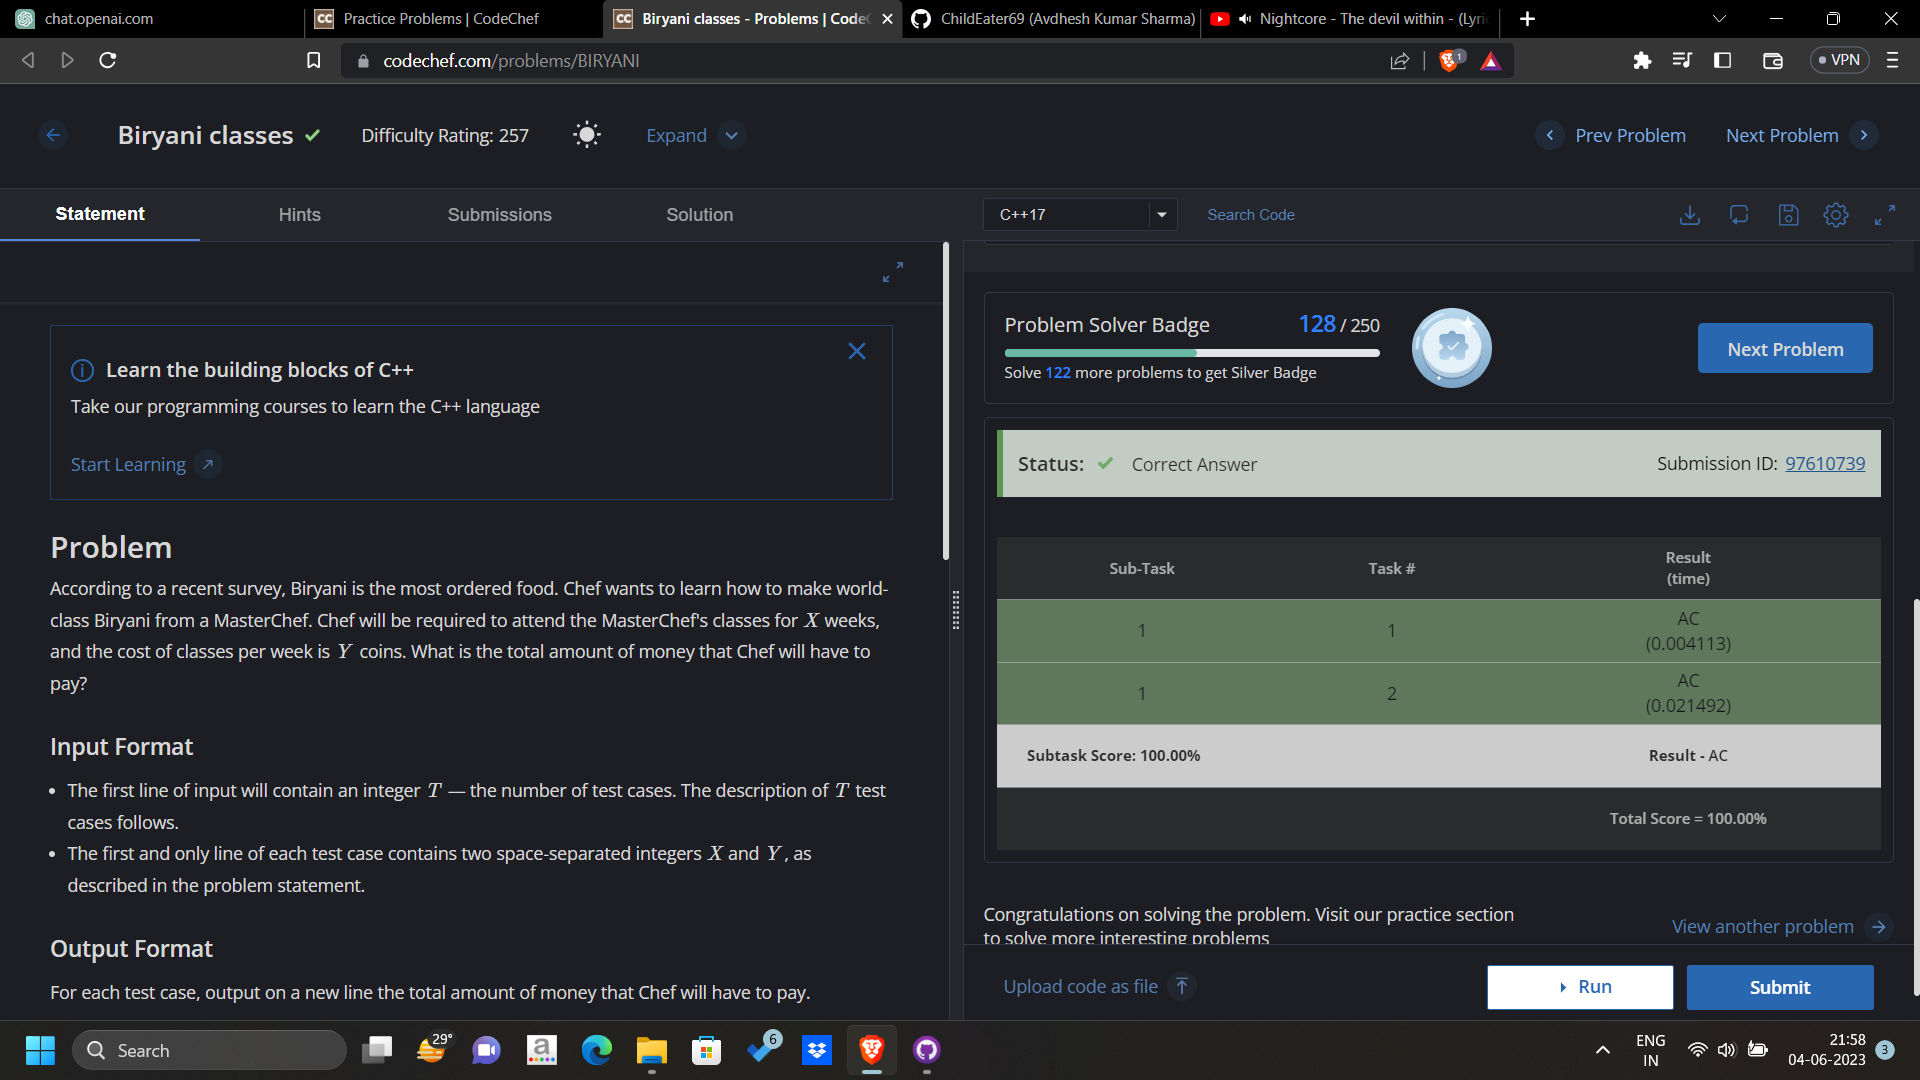 chat.openai.com
CC Practice Problems | CodeChef
CC Biryani classes - Problems | Code
ChildEater69 (Avdhesh Kumar Sharma)
Nightcore - The devil within - (Lyri
codechef.com/problems/BIRYANI
1
VPN
Biryani classes
Difficulty Rating: 257
Expand
Prev Problem
Next Problem
Statement
Hints
Submissions
Solution
C++17
Search Code
Learn the building blocks of C++
Take our programming courses to learn the C++ language
Start Learning
Problem
According to a recent survey, Biryani is the most ordered food. Chef wants to learn how to make world-
class Biryani from a MasterChef. Chef will be required to attend the MasterChef's classes for X weeks,
and the cost of classes per week is Y coins. What is the total amount of money that Chef will have to
pay?
Input Format
• The first line of input will contain an integer T — the number of test cases. The description of T test
cases follows.
• The first and only line of each test case contains two space-separated integers X and Y, as
described in the problem statement.
Output Format
For each test case, output on a new line the total amount of money that Chef will have to pay.
Problem Solver Badge
128 / 250
Solve 122 more problems to get Silver Badge
Next Problem
Status: Correct Answer
Submission ID: 97610739
Sub-Task Task # Result
(time)
1 1 AC
(0.004113)
1 2 AC
(0.021492)
Subtask Score: 100.00% Result - AC
Total Score = 100.00%
Congratulations on solving the problem. Visit our practice section
to solve more interesting problems
View another problem
Upload code as file
Run
Submit
Search
29°
a
6
ENG
IN
21:58
04-06-2023
3